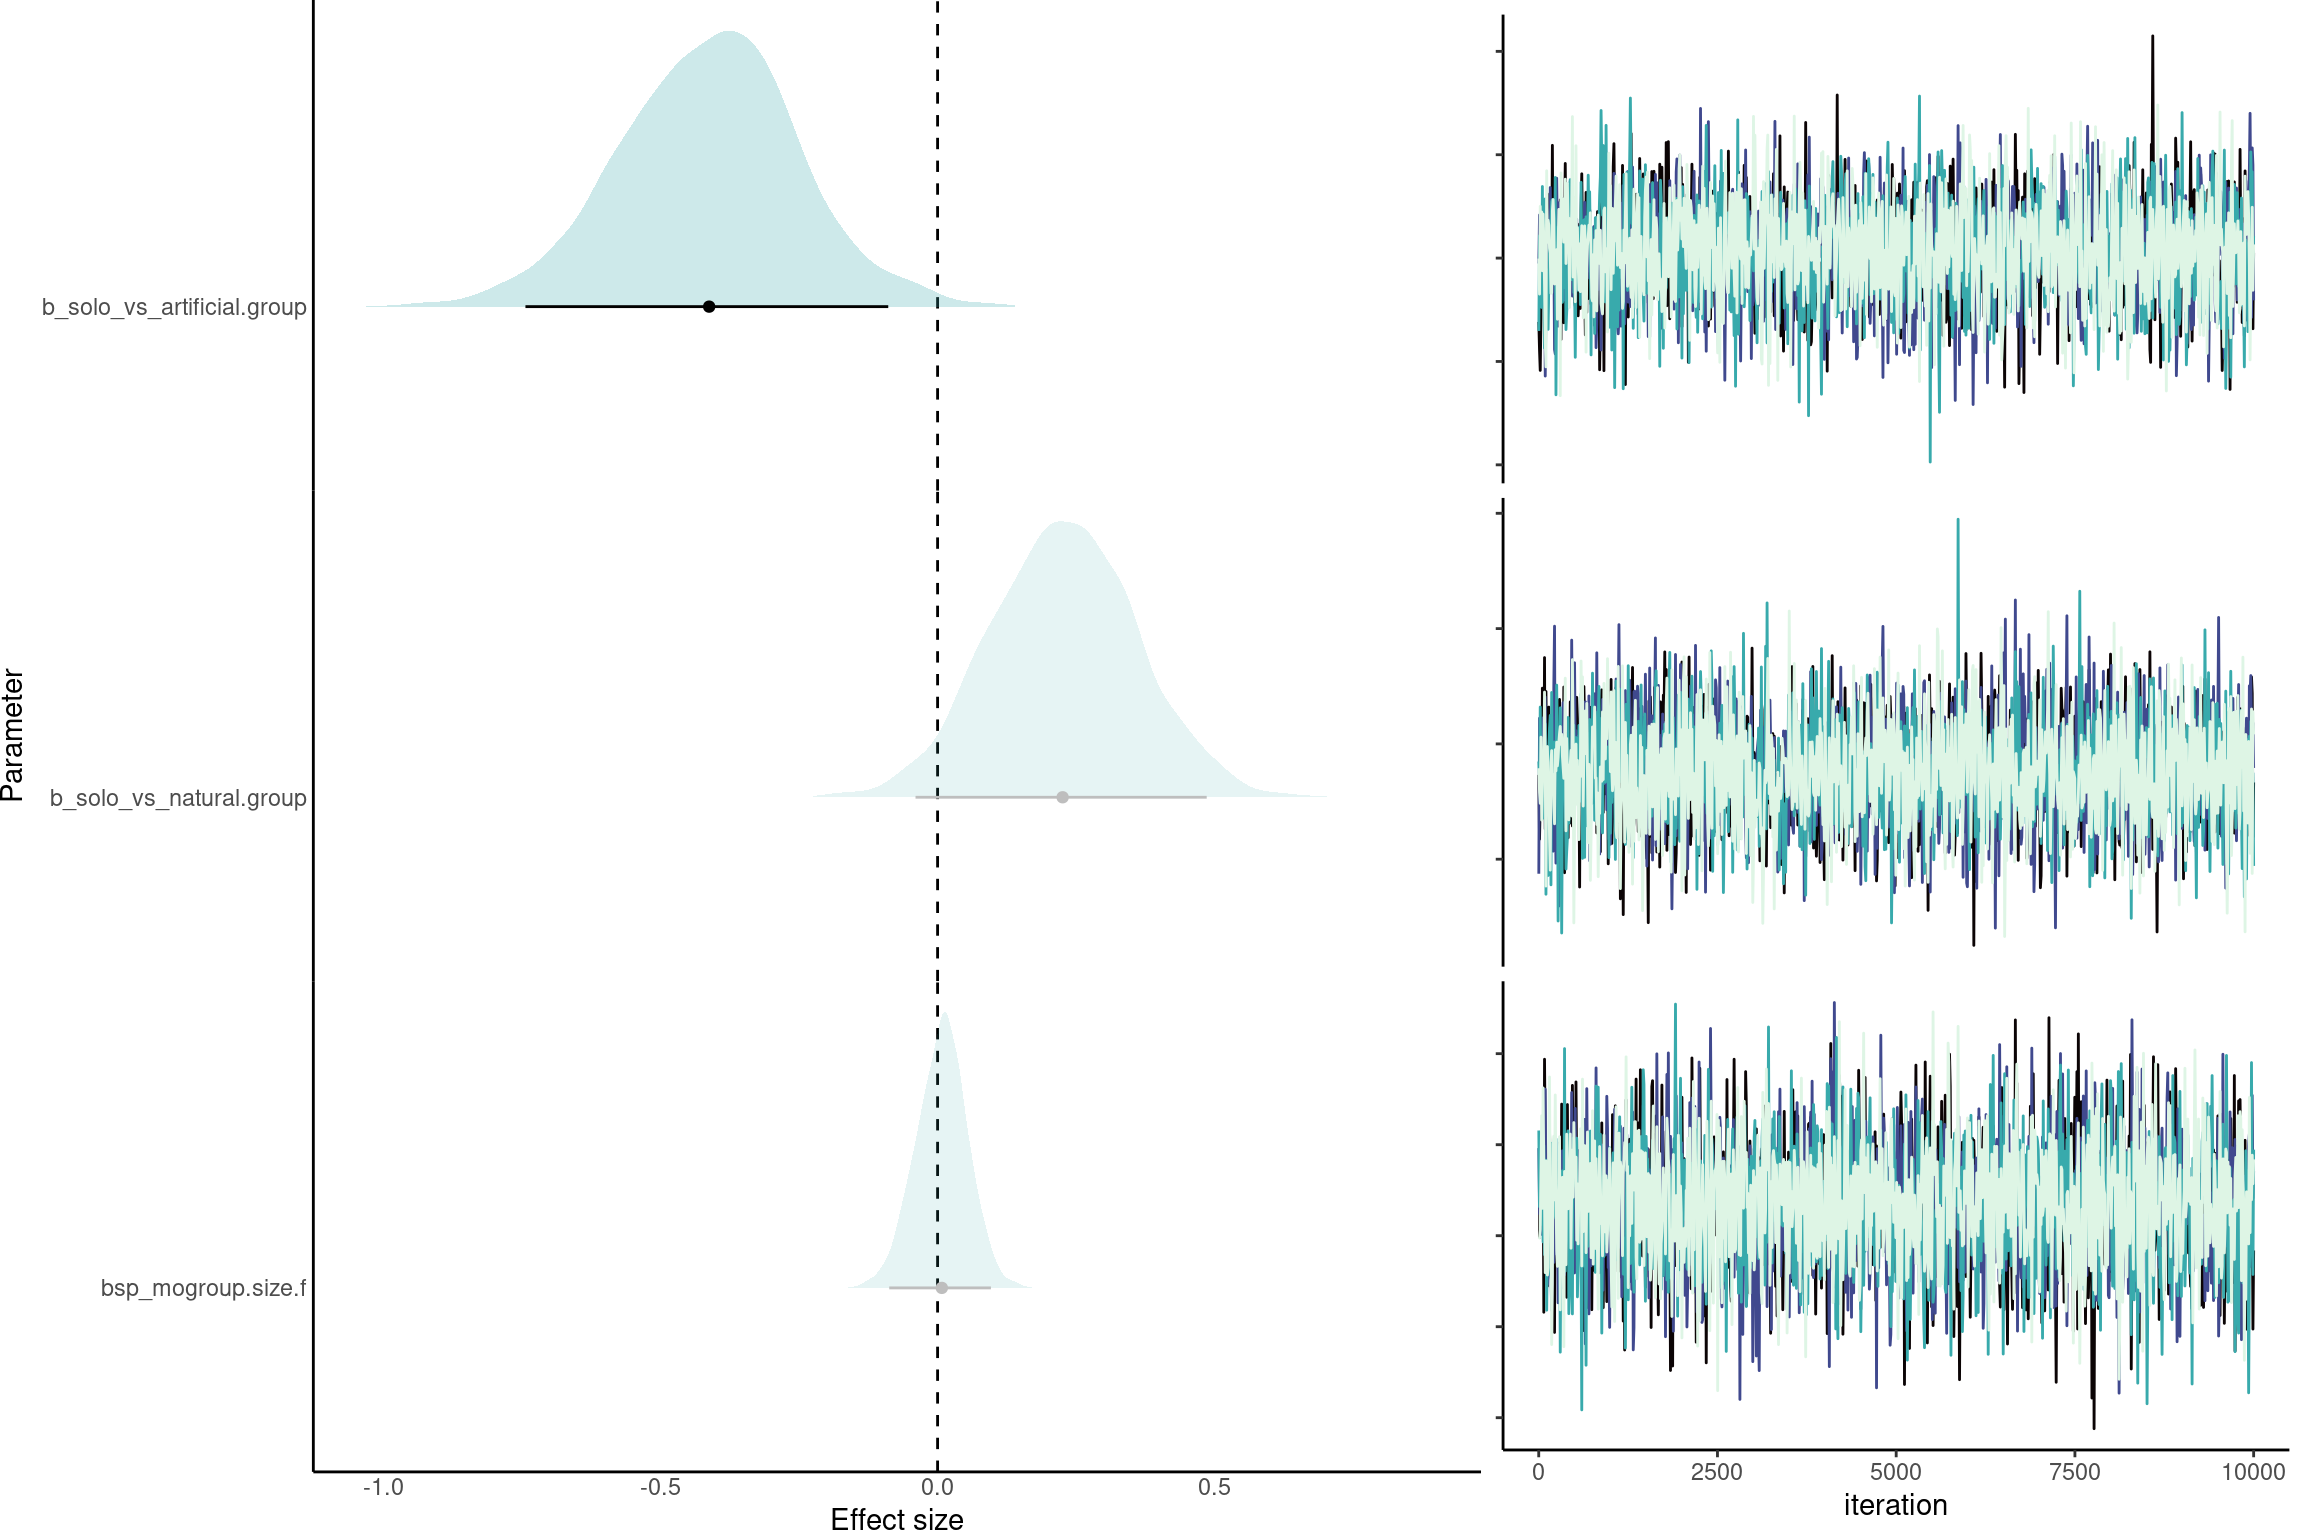 Parameter
b_solo_vs_artificial.group
b_solo_vs_natural.group
bsp_mogroup.size.f
-1.0 -0.5 0.0 0.5
Effect size
0 2500 5000 7500 10000
iteration